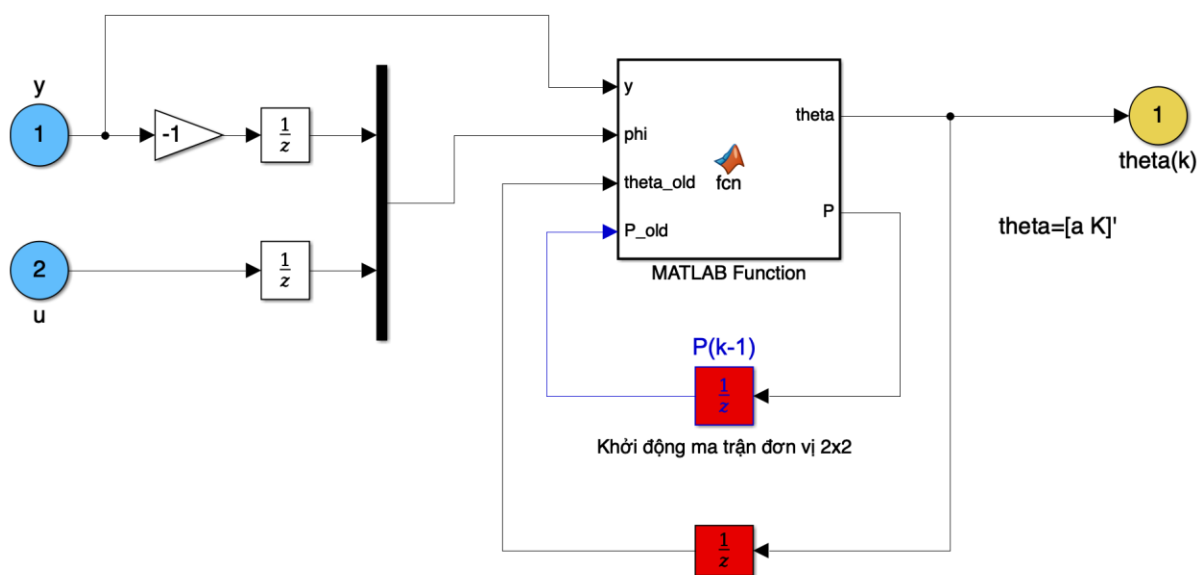 y
1
-1
1
z
2
u
1
z
y
phi
theta_old
P_old
fcn
theta
P
MATLAB Function
1
theta(k)
theta=[a K]'
P(k-1)
1
z
Khởi động ma trận đơn vị 2x2
1
z